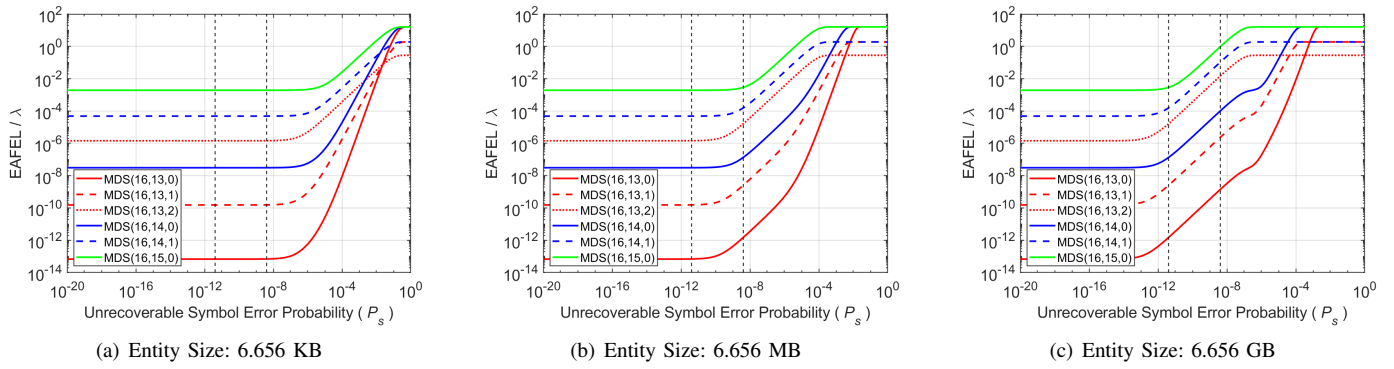 EAFEL / λ
10^2
10^0
10^-2
10^-4
10^-6
10^-8
10^-10
10^-12
10^-14
MDS(16,13,0)
MDS(16,13,1)
MDS(16,13,2)
MDS(16,14,0)
MDS(16,14,1)
MDS(16,15,0)
10^-20 10^-16 10^-12 10^-8 10^-4 10^0
Unrecoverable Symbol Error Probability ( P_s )
(a) Entity Size: 6.656 KB
EAFEL / λ
10^2
10^0
10^-2
10^-4
10^-6
10^-8
10^-10
10^-12
10^-14
MDS(16,13,0)
MDS(16,13,1)
MDS(16,13,2)
MDS(16,14,0)
MDS(16,14,1)
MDS(16,15,0)
10^-20 10^-16 10^-12 10^-8 10^-4 10^0
Unrecoverable Symbol Error Probability ( P_s )
(b) Entity Size: 6.656 MB
EAFEL / λ
10^2
10^0
10^-2
10^-4
10^-6
10^-8
10^-10
10^-12
10^-14
MDS(16,13,0)
MDS(16,13,1)
MDS(16,13,2)
MDS(16,14,0)
MDS(16,14,1)
MDS(16,15,0)
10^-20 10^-16 10^-12 10^-8 10^-4 10^0
Unrecoverable Symbol Error Probability ( P_s )
(c) Entity Size: 6.656 GB